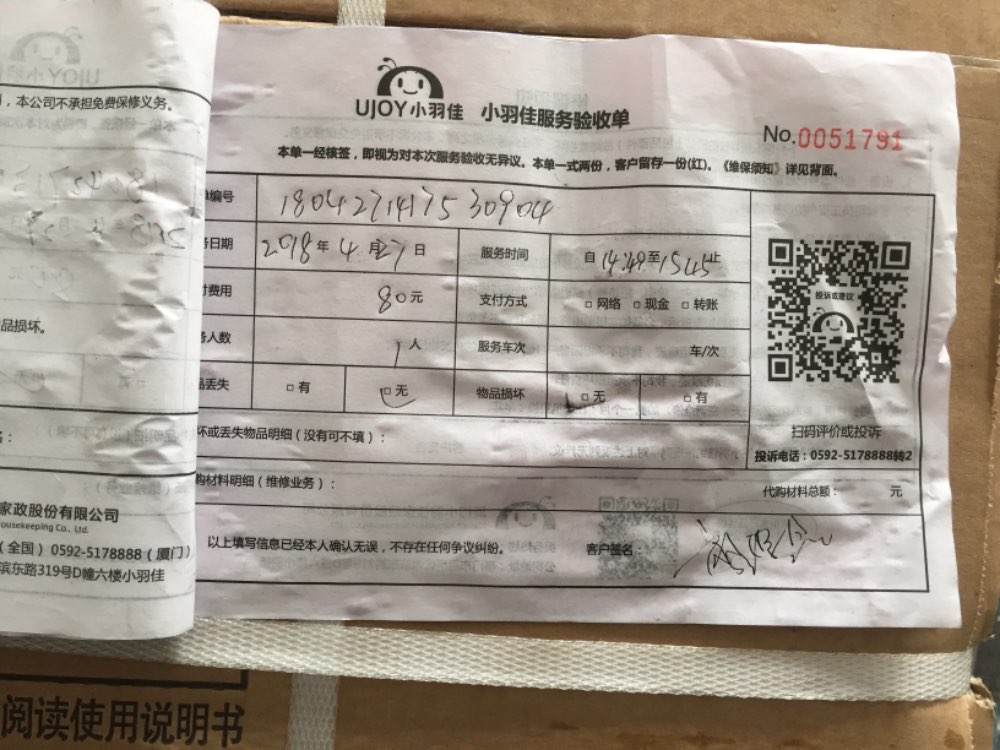 UJOY小羽佳 小羽佳服务验收单
No.0051791
本单一经核签，即视为对本次服务验收无异议。本单一式两份，客户留存一份(红)。《维保须知》详见背面。
编号 1804271417530904
日期 2018年4月27日 服务时间 自14:49至1545止
费用 80元 支付方式 □网络 □现金 □转账
人数 1人 服务车次 车/次
丢失 □有 □无 物品损坏 □无 □有
投诉或建议
扫码评价或投诉
投诉电话：0592-5178888转2
坏或丢失物品明细（没有可不填）：
购材料明细（维修业务）：
代购材料总额： 元
以上填写信息已经本人确认无误，不存在任何争议纠纷。 客户签名：
，本公司不承担免费保修义务。
品损坏。
家政股份有限公司
ousekeeping Co., Ltd.
（全国）0592-5178888（厦门）
滨东路319号D幢六楼小羽佳
阅读使用说明书